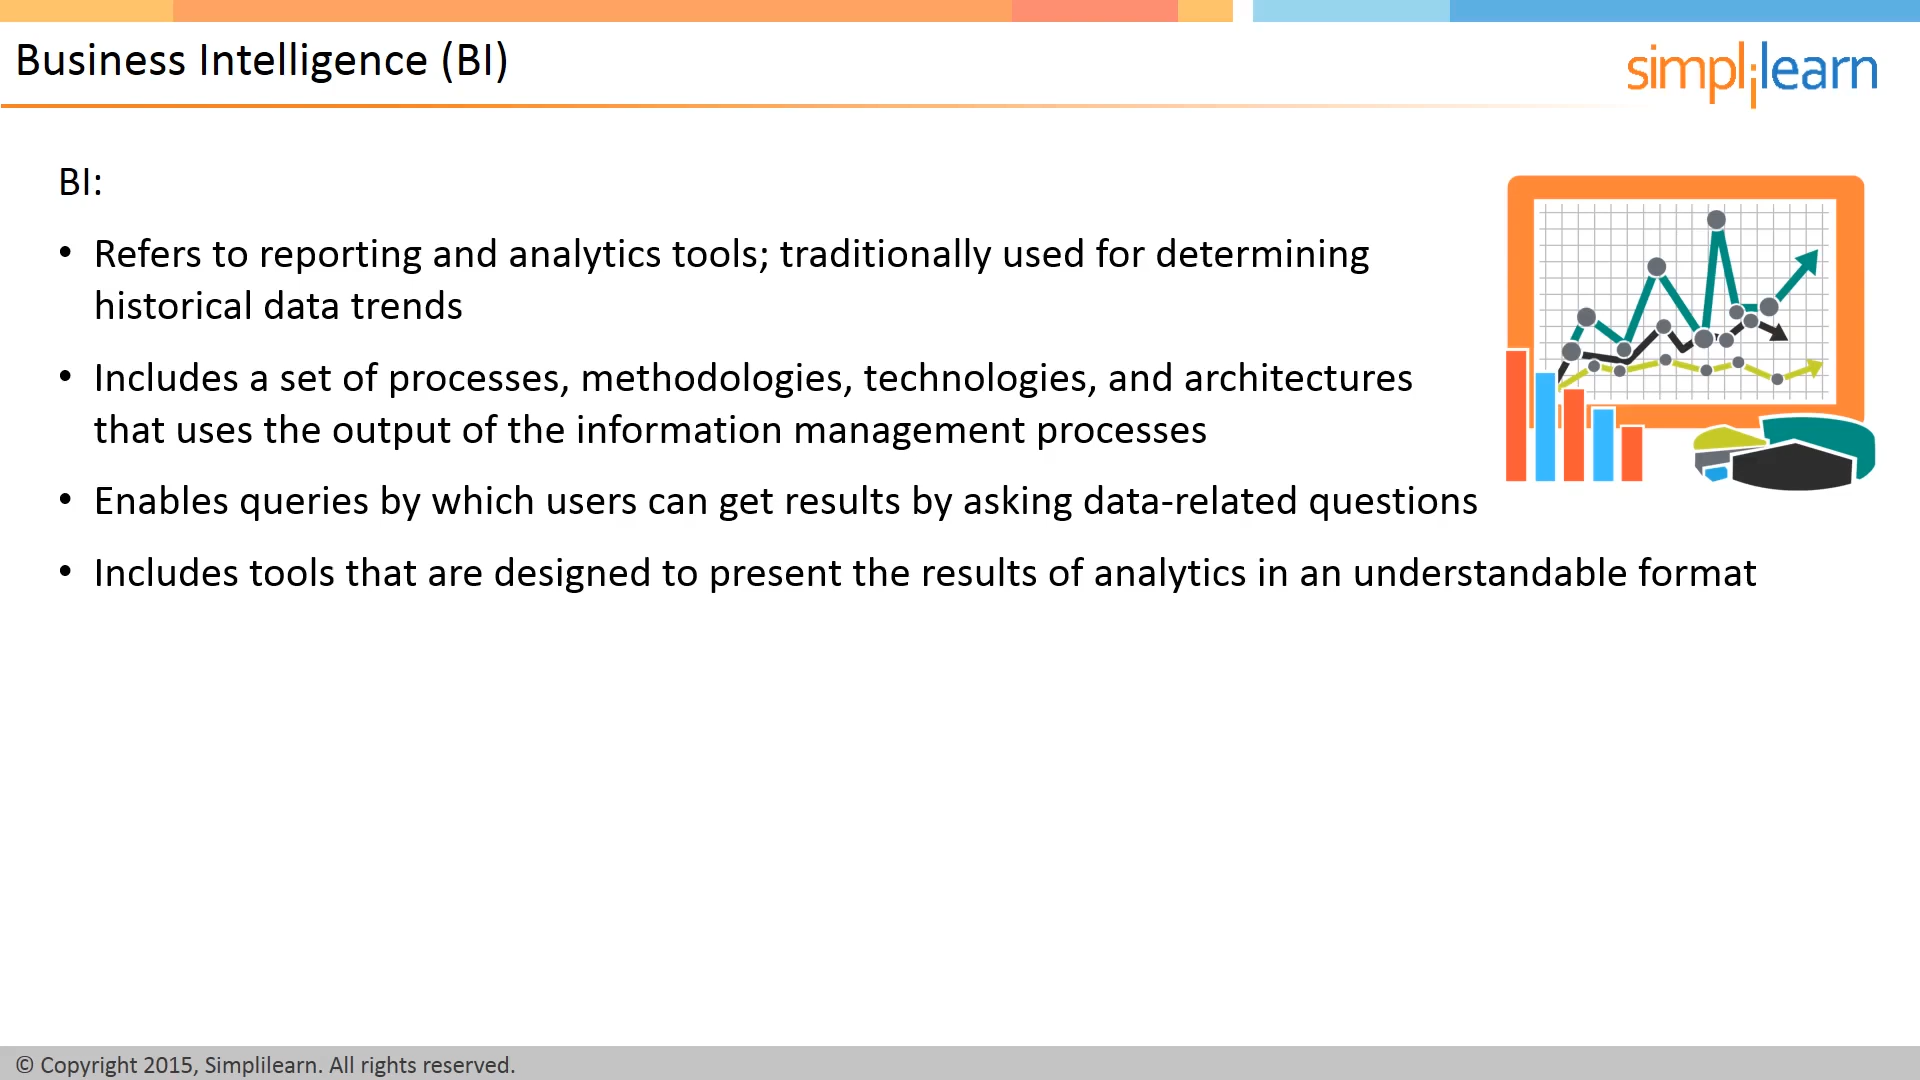 Business Intelligence (BI)
simplilearn
BI:
• Refers to reporting and analytics tools; traditionally used for determining
historical data trends
• Includes a set of processes, methodologies, technologies, and architectures
that uses the output of the information management processes
• Enables queries by which users can get results by asking data-related questions
• Includes tools that are designed to present the results of analytics in an understandable format
© Copyright 2015, Simplilearn. All rights reserved.